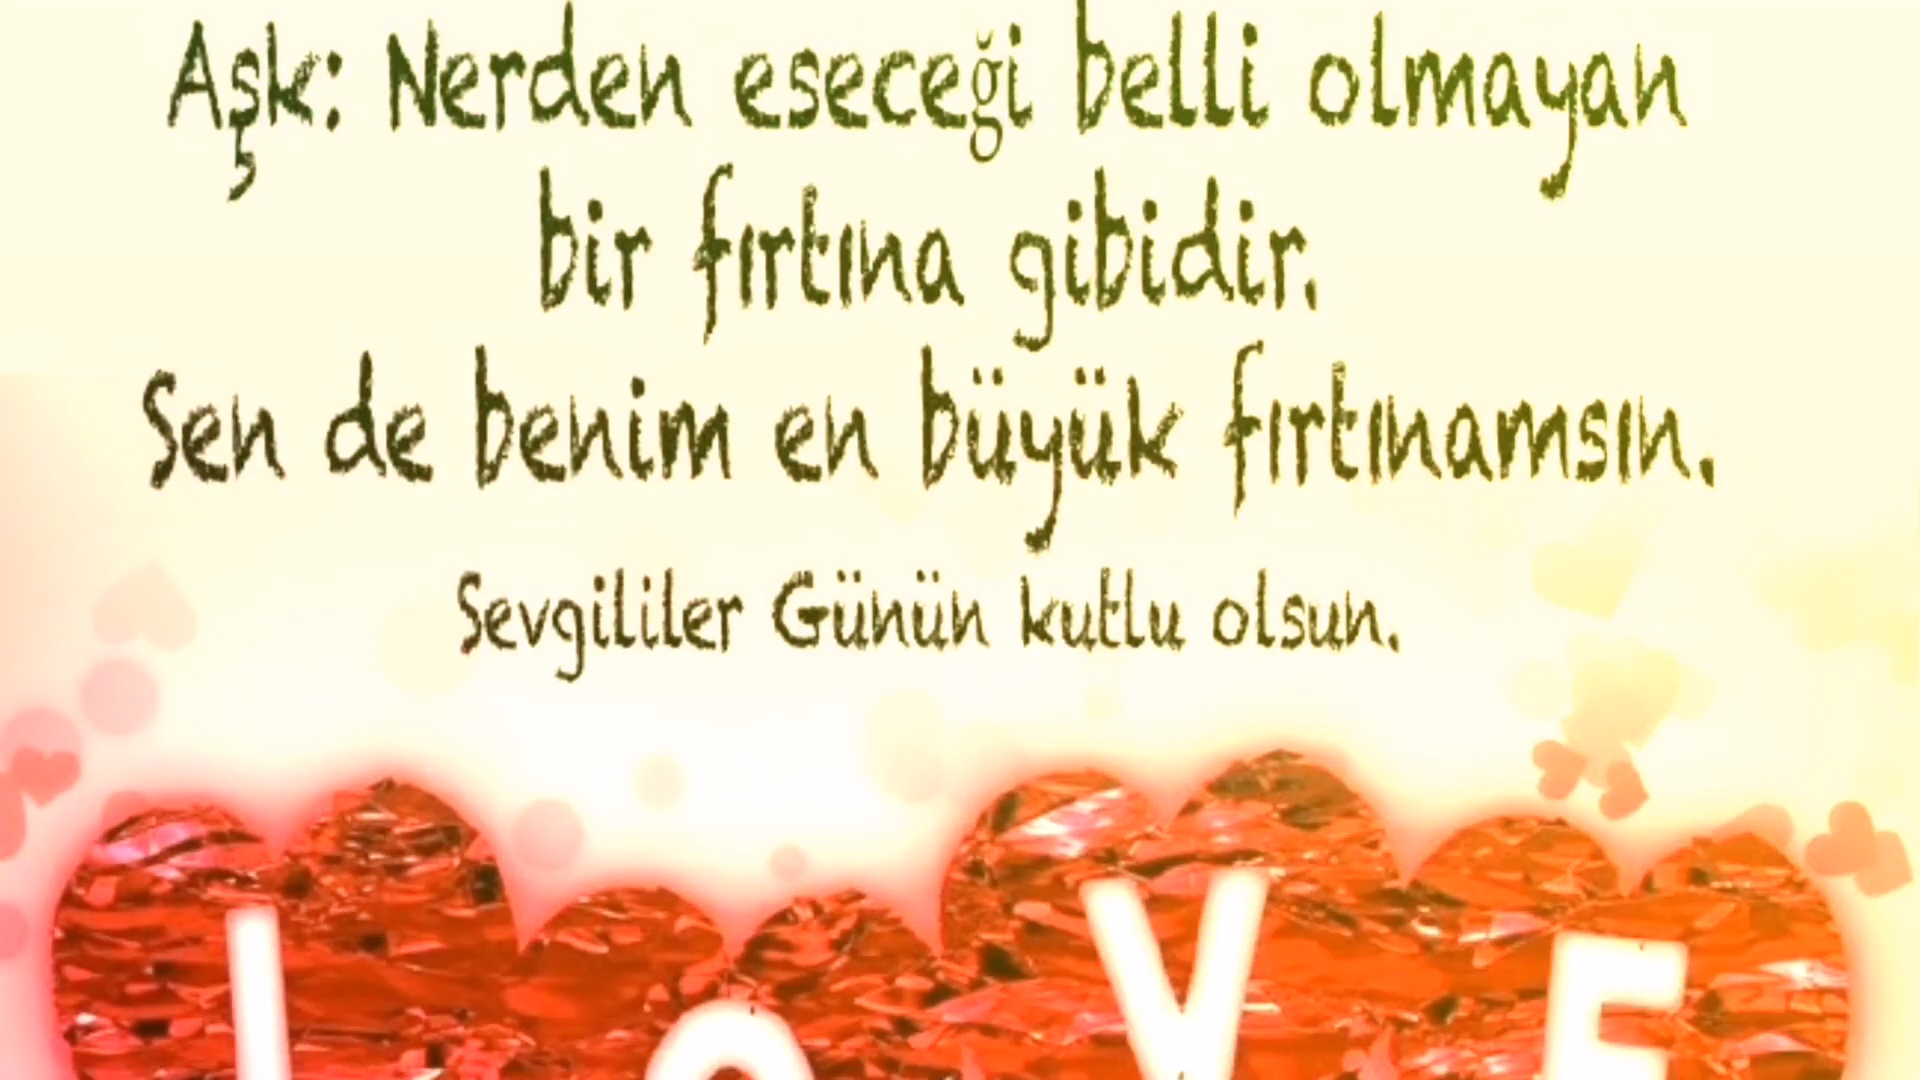 Aşk: Nerden eseceği belli olmayan
bir fırtına gibidir.
Sen de benim en büyük fırtınamsın.
Sevgililer Günün kutlu olsun.
LOVE